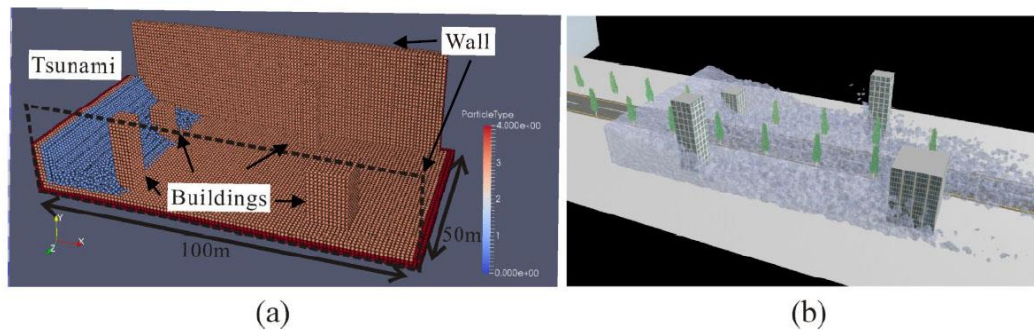 Wall
Tsunami
ParticleType
4.000e+00
3
2
1
0.000e+00
Buildings
50m
100m
Y
X
Z
(a)
(b)